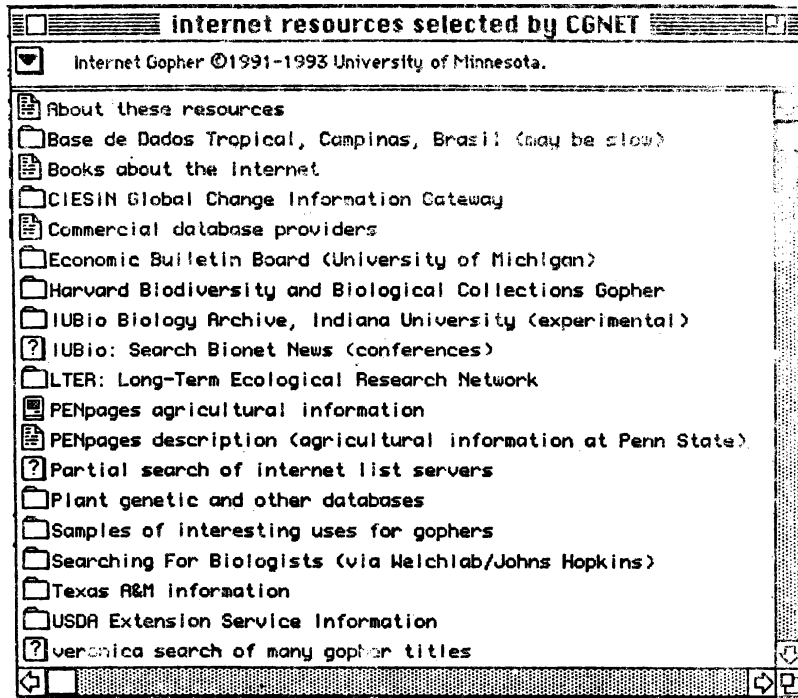 internet resources selected by CGNET
Internet Gopher ©1991-1993 University of Minnesota.
About these resources
Base de Dados Tropical, Campinas, Brasil (may be slow)
Books about the internet
CIESIN Global Change Information Gateway
Commercial database providers
Economic Bulletin Board (University of Michigan)
Harvard Biodiversity and Biological Collections Gopher
IUBio Biology Archive, Indiana University (experimental)
? IUBio: Search Bionet News (conferences)
LTER: Long-Term Ecological Research Network
PENpages agricultural information
PENpages description (agricultural information at Penn State)
? Partial search of internet list servers
Plant genetic and other databases
Samples of interesting uses for gophers
Searching For Biologists (via Welchlab/Johns Hopkins)
Texas A&M information
USDA Extension Service Information
? veronica search of many gopher titles